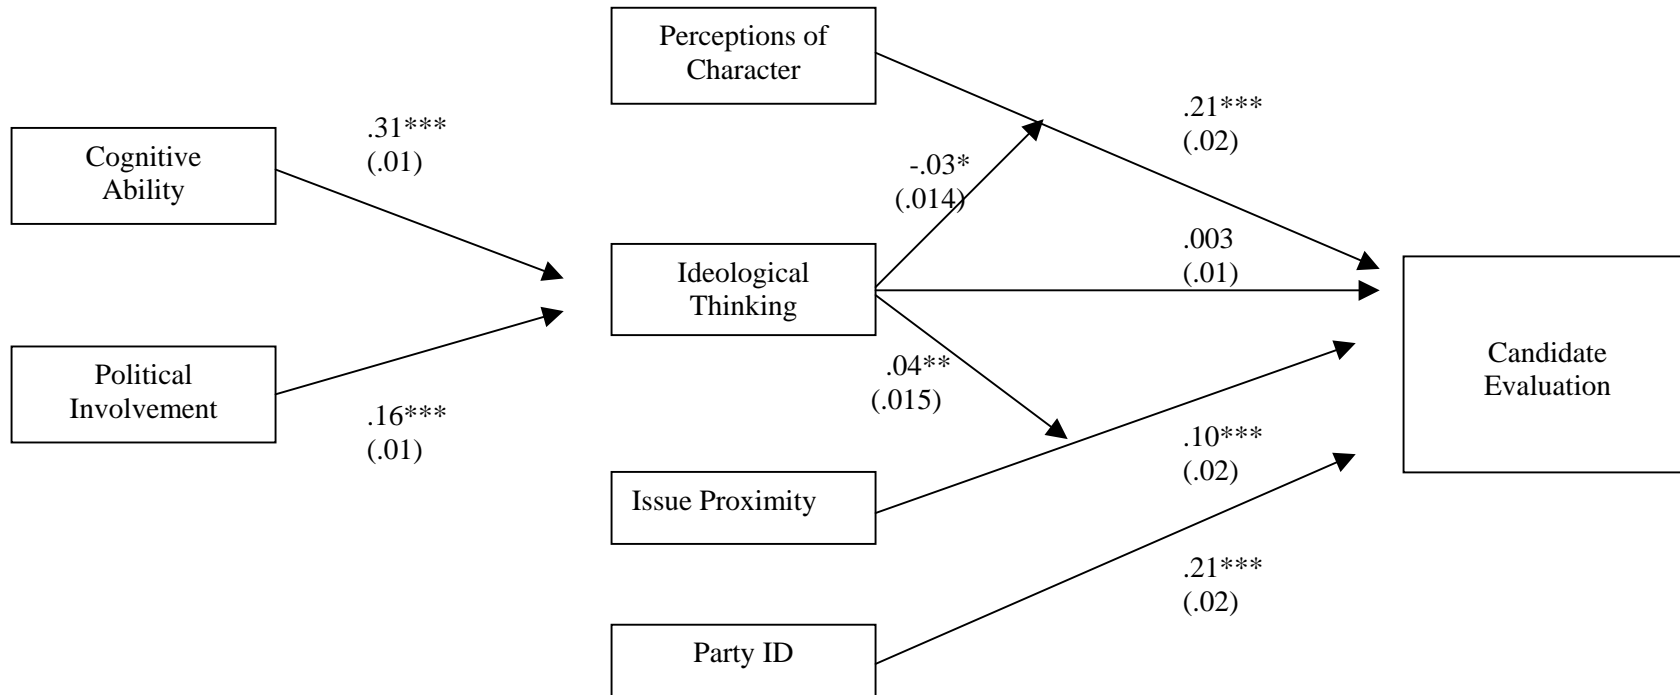 Perceptions of
Character
.21***
(.02)
.31***
(.01)
Cognitive
Ability
-.03*
(.014)
.003
(.01)
Ideological
Thinking
Political
Involvement
.16***
(.01)
.04**
(.015)
Candidate
Evaluation
.10***
(.02)
Issue Proximity
.21***
(.02)
Party ID